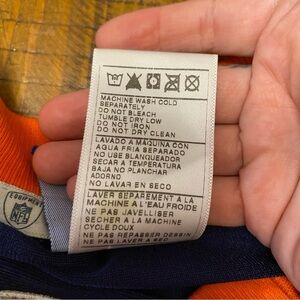 MACHINE WASH COLD
SEPARATELY
DO NOT BLEACH
TUMBLE DRY LOW
DO NOT IRON
DO NOT DRY CLEAN
LAVADO A MAQUINA CON
AGUA FRIA SEPARADO
NO USE BLANQUEADOR
SECAR A TEMPERATURA
BAJA NO PLANCHAR
ADORNO
NO LAVAR EN SECO
LAVER SEPAREMENT A LA
MACHINE A L'EAU FROIDE
NE PAS JAVELLISER
SECHER A LA MACHINE
CYCLE DOUX
NE PAS REPASSER DESSIN
NE PAS LAVER A SEC
EQUIPMENT
NFL